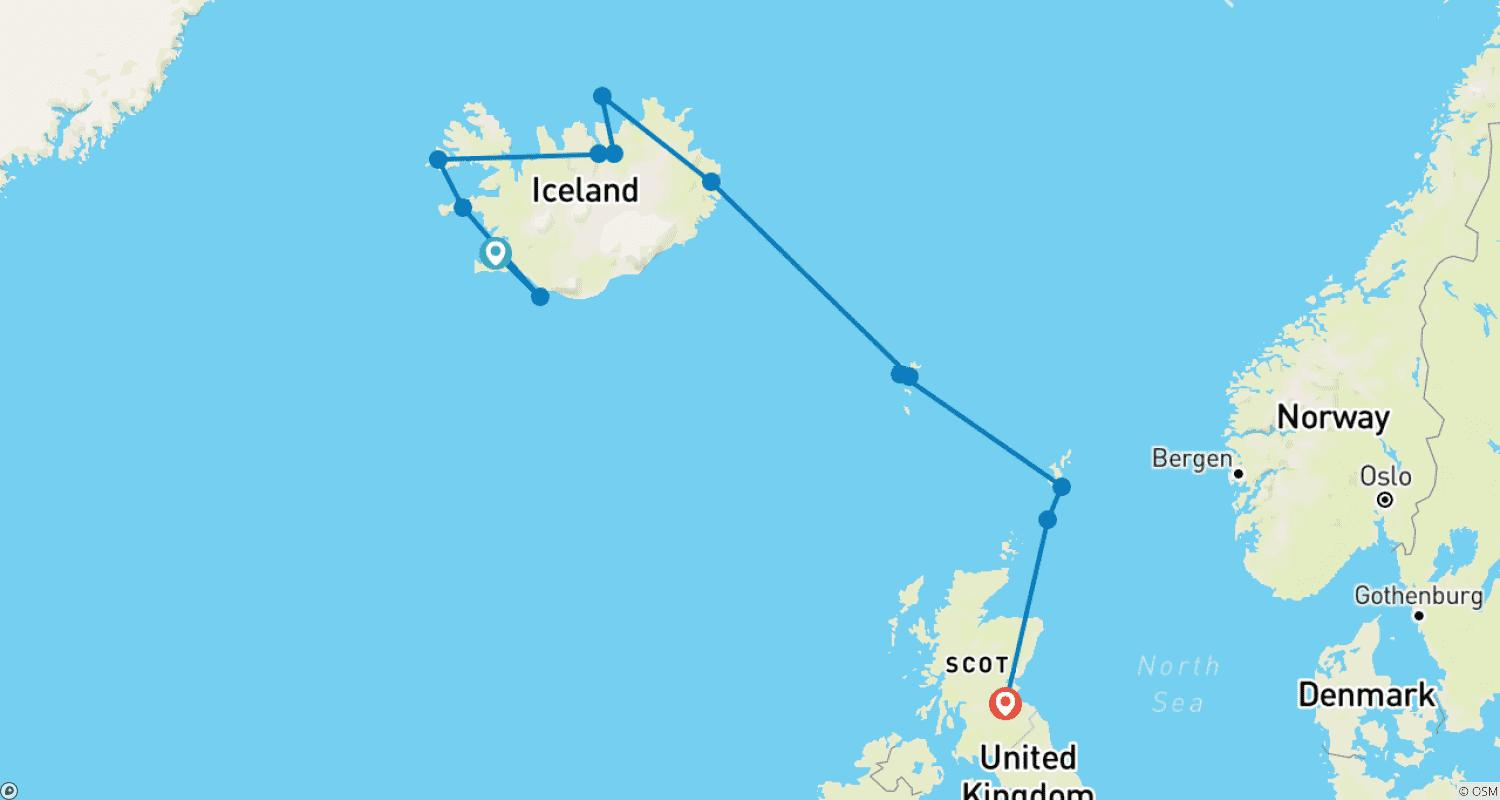 Iceland
Norway
Bergen
Oslo
Gothenburg
SCOT
North
Sea
Denmark
United
Kingdom
© OSM